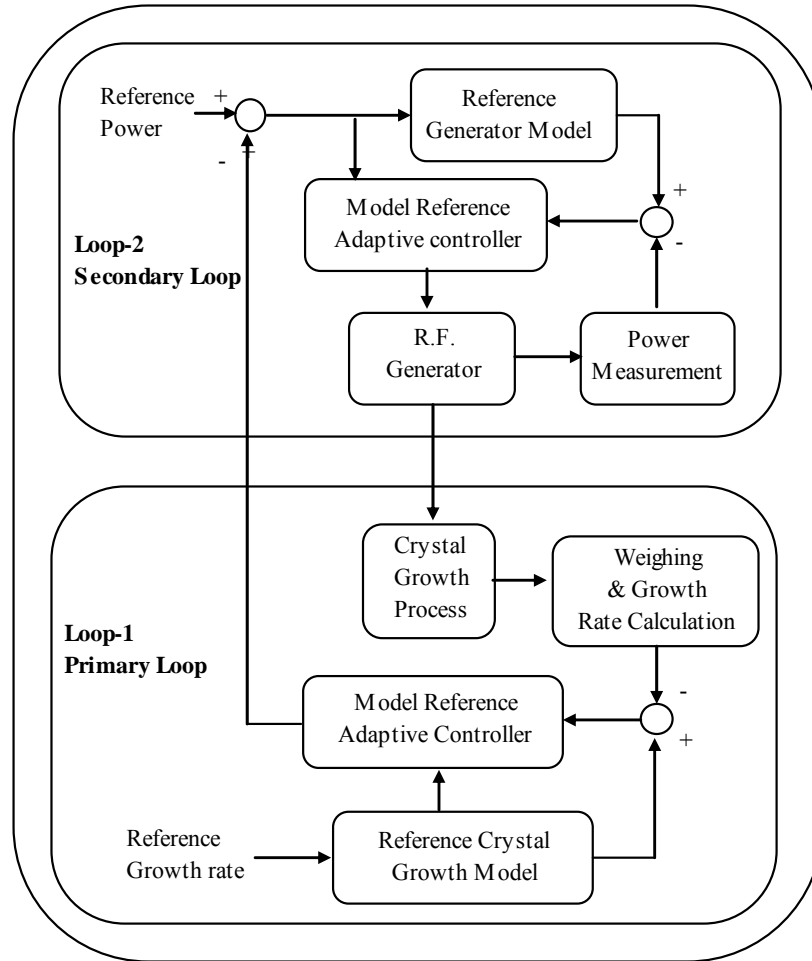 Reference
Power
+
-
+
Reference
Generator Model
+
-
Model Reference
Adaptive controller
Loop-2
Secondary Loop
R.F.
Generator
Power
Measurement
Crystal
Growth
Process
Weighing
& Growth
Rate Calculation
Loop-1
Primary Loop
Model Reference
Adaptive Controller
-
+
Reference
Growth rate
Reference Crystal
Growth Model